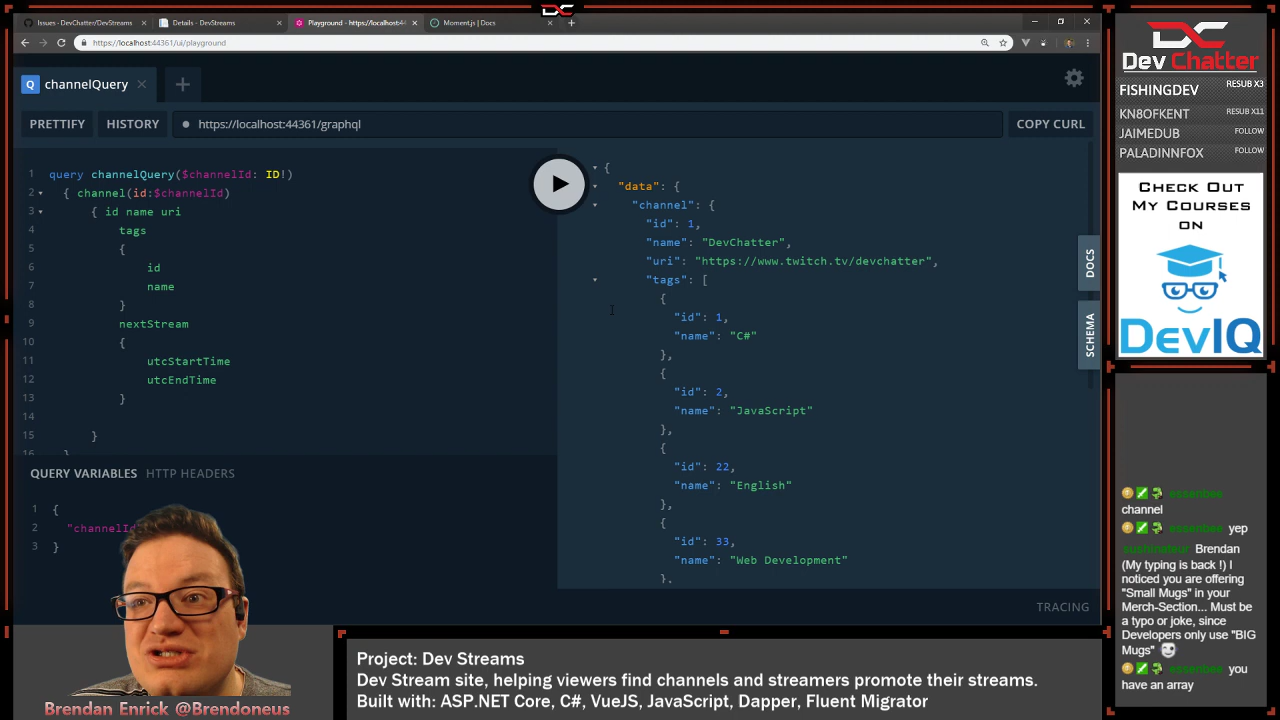 Issues - DevChatter/DevStreams
Details - DevStreams
Playground - https://localhost:443
Moment.js | Docs
https://localhost:44361/ui/playground
Q channelQuery
PRETTIFY HISTORY https://localhost:44361/graphql COPY CURL
1 query channelQuery($channelId: ID!)
2 { channel(id:$channelId)
3 { id name uri
4 tags
5 {
6 id
7 name
8 }
9 nextStream
10 {
11 utcStartTime
12 utcEndTime
13 }
14
15 }
16 }
QUERY VARIABLES HTTP HEADERS
1 {
2 "channelId
3 }
{
"data": {
"channel": {
"id": 1,
"name": "DevChatter",
"uri": "https://www.twitch.tv/devchatter",
"tags": [
{
"id": 1,
"name": "C#"
},
{
"id": 2,
"name": "JavaScript"
},
{
"id": 22,
"name": "English"
},
{
"id": 33,
"name": "Web Development"
},
DOCS
SCHEMA
TRACING
DC
Dev Chatter
FISHINGDEV RESUB X3
KN8OFKENT RESUB X11
JAIMEDUB FOLLOW
PALADINNFOX FOLLOW
CHECK OUT
MY COURSES
ON
DevIQ
essenbee
channel
essenbee yep
sushinateur Brendan
(My typing is back !) I
noticed you are offering
"Small Mugs" in your
Merch-Section... Must be
a typo or joke, since
Developers only use "BIG
Mugs"
essenbee you
have an array
Brendan Enrick @Brendoneus
Project: Dev Streams
Dev Stream site, helping viewers find channels and streamers promote their streams.
Built with: ASP.NET Core, C#, VueJS, JavaScript, Dapper, Fluent Migrator